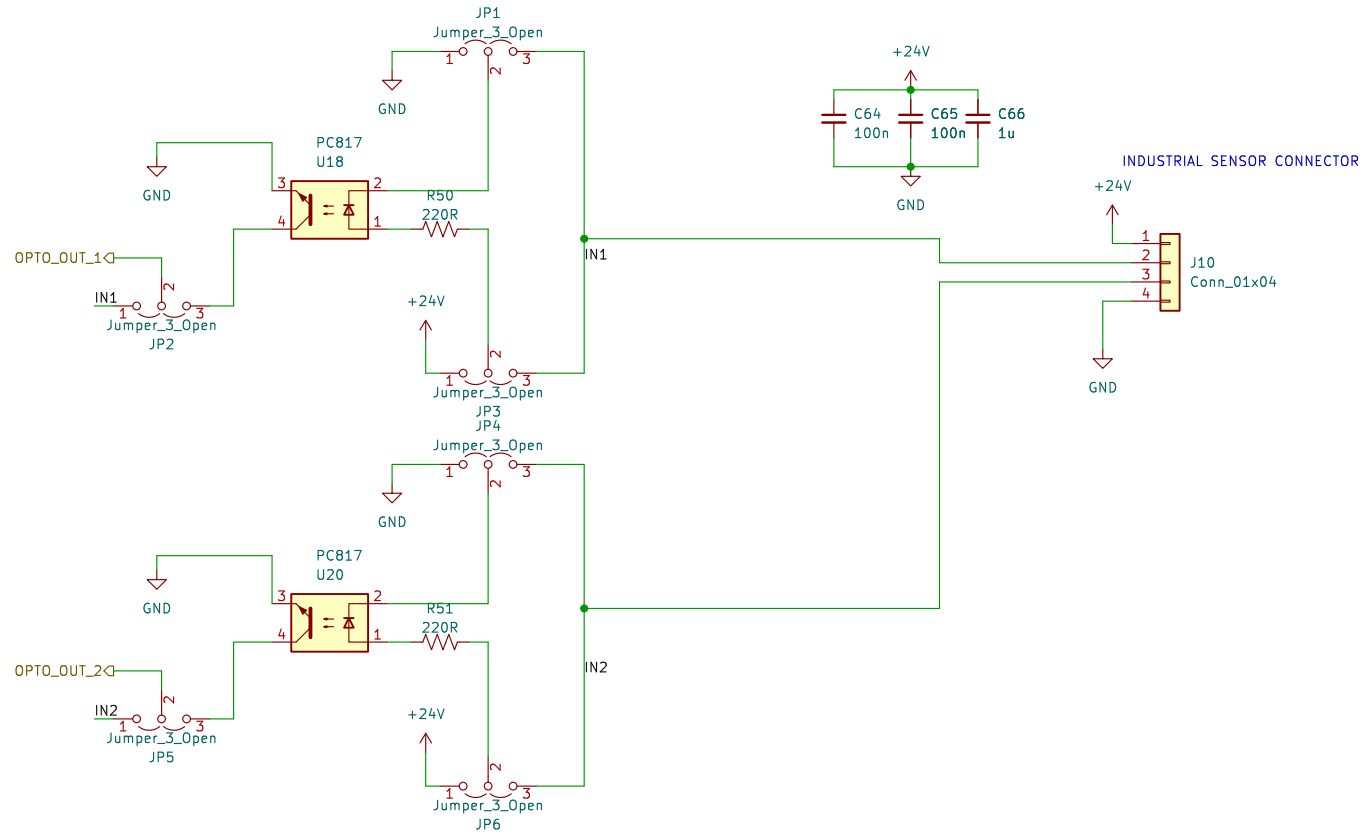 JP1
Jumper_3_Open
1
3
2
GND
+24V
C64
100n
C65
100n
C66
1u
GND
INDUSTRIAL SENSOR CONNECTOR
+24V
1
2
3
4
J10
Conn_01x04
GND
PC817
U18
GND
3
2
4
1
R50
220R
IN1
OPTO_OUT_1
2
IN1
1
3
Jumper_3_Open
JP2
+24V
2
1
3
Jumper_3_Open
JP3
JP4
Jumper_3_Open
1
3
2
GND
PC817
U20
GND
3
2
4
1
R51
220R
IN2
OPTO_OUT_2
2
IN2
1
3
Jumper_3_Open
JP5
+24V
2
1
3
Jumper_3_Open
JP6